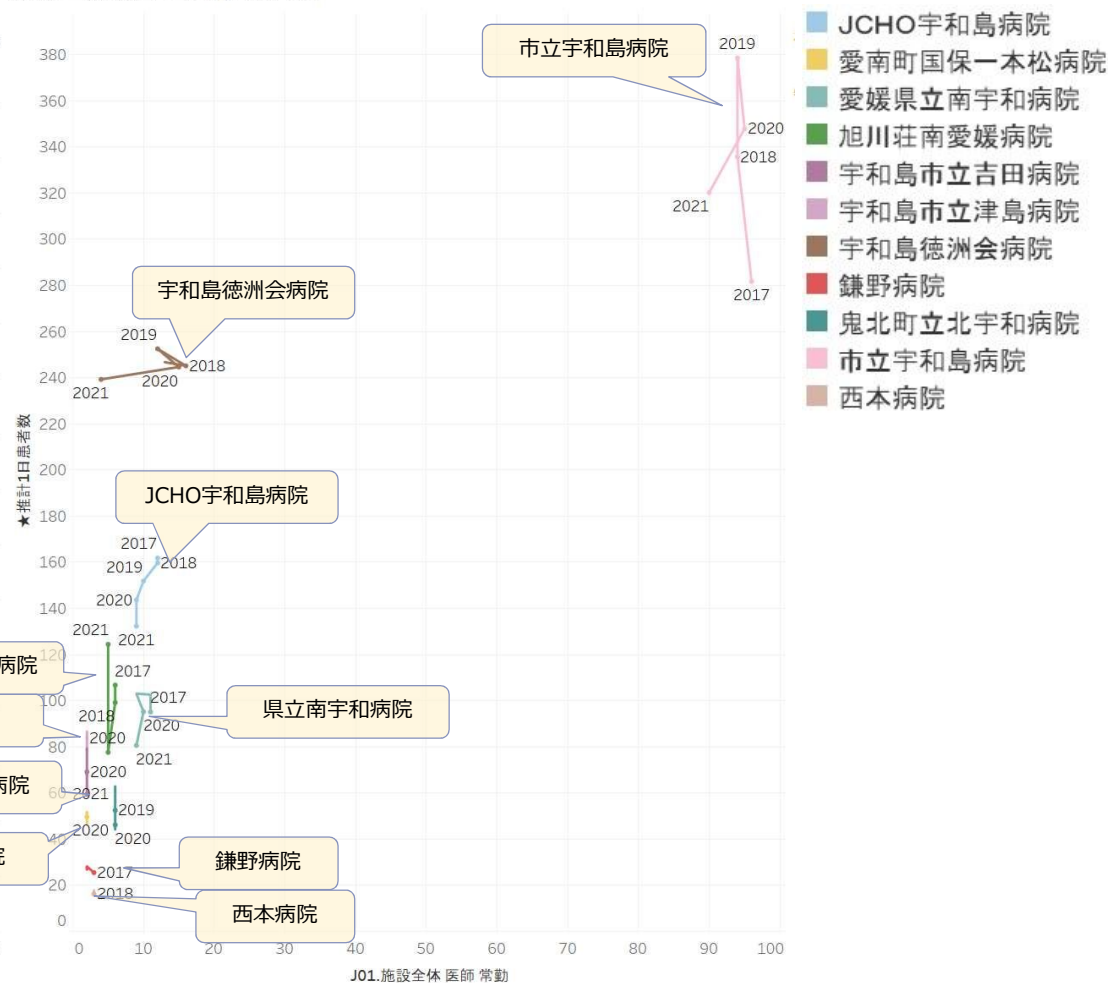 380
360
340
320
300
280
260
240
220
200
180
160
140
120
100
80
60
40
20
0
★推計1日患者数
市立宇和島病院
2019
2020
2018
2021
2017
宇和島徳洲会病院
2019
2018
2020
2021
JCHO宇和島病院
2017
2018
2019
2020
2021
2021
病院
2017
2017
県立南宇和病院
2018
2020
2020
2021
2020
病院
2021
2019
2020
2020
院
2017
鎌野病院
2018
西本病院
0
10
20
30
40
50
60
70
80
90
100
J01.施設全体 医師 常勤
JCHO宇和島病院
愛南町国保一本松病院
愛媛県立南宇和病院
旭川荘南愛媛病院
宇和島市立吉田病院
宇和島市立津島病院
宇和島徳洲会病院
鎌野病院
鬼北町立北宇和病院
市立宇和島病院
西本病院